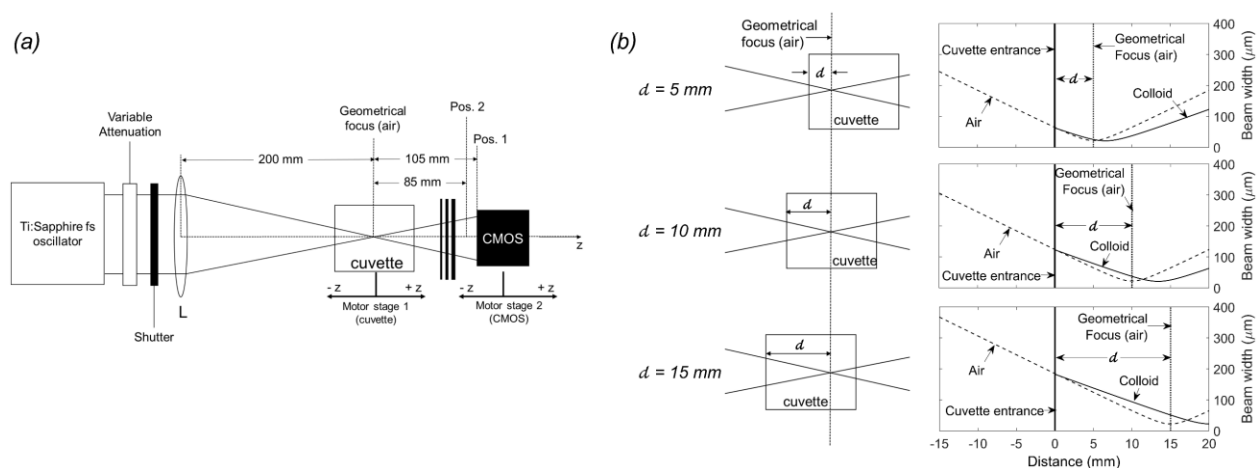 (a)
Variable
Attenuation
Geometrical
focus (air)
Pos. 2
Pos. 1
200 mm
105 mm
85 mm
Ti:Sapphire fs
oscillator
cuvette
CMOS
z
L
Shutter
- z
+ z
Motor stage 1
(cuvette)
- z
+ z
Motor stage 2
(CMOS)
(b)
Geometrical
focus (air)
d = 5 mm
d
cuvette
d = 10 mm
d
cuvette
d = 15 mm
d
cuvette
Cuvette entrance
Geometrical
Focus (air)
d
Colloid
Air
400
300
200
100
0
Beam width (μm)
Geometrical
Focus (air)
d
Air
Colloid
Cuvette entrance
400
300
200
100
0
Beam width (μm)
Geometrical
Focus (air)
d
Air
Colloid
Cuvette entrance
400
300
200
100
0
Beam width (μm)
-15 -10 -5 0 5 10 15 20
Distance (mm)